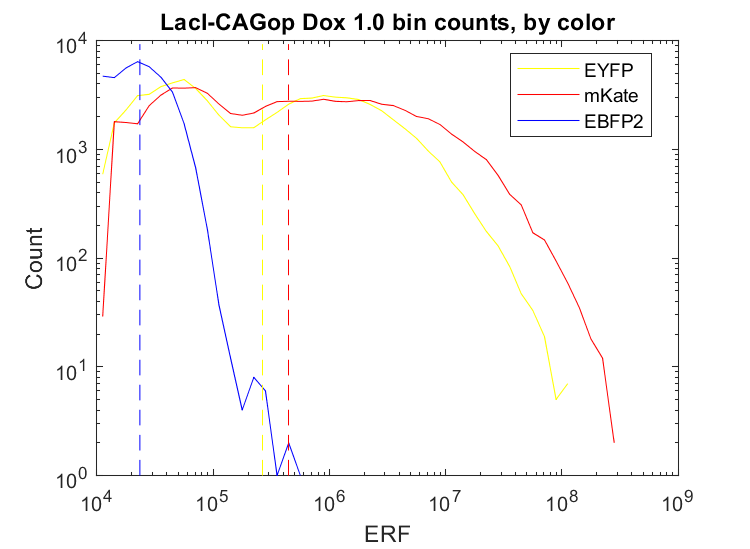 LacI-CAGop Dox 1.0 bin counts, by color
EYFP
mKate
EBFP2
Count
10^4
10^3
10^2
10^1
10^0
10^4 10^5 10^6 10^7 10^8 10^9
ERF